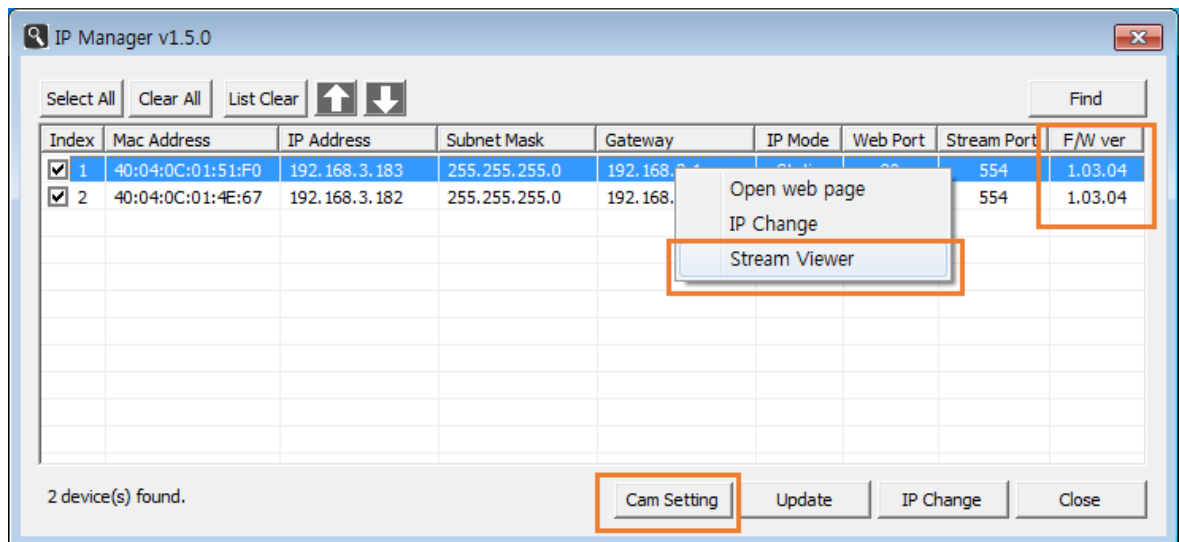 IP Manager v1.5.0
Select All Clear All List Clear Find
Index Mac Address IP Address Subnet Mask Gateway IP Mode Web Port Stream Port F/W ver
1 40:04:0C:01:51:F0 192.168.3.183 255.255.255.0 554 1.03.04
2 40:04:0C:01:4E:67 192.168.3.182 255.255.255.0 192.168. 554 1.03.04
Open web page
IP Change
Stream Viewer
2 device(s) found. Cam Setting Update IP Change Close